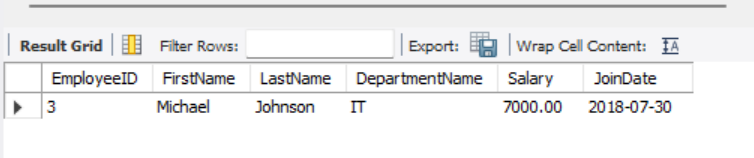 Result Grid Filter Rows: Export: Wrap Cell Content: IA
EmployeeID FirstName LastName DepartmentName Salary JoinDate
3 Michael Johnson IT 7000.00 2018-07-30